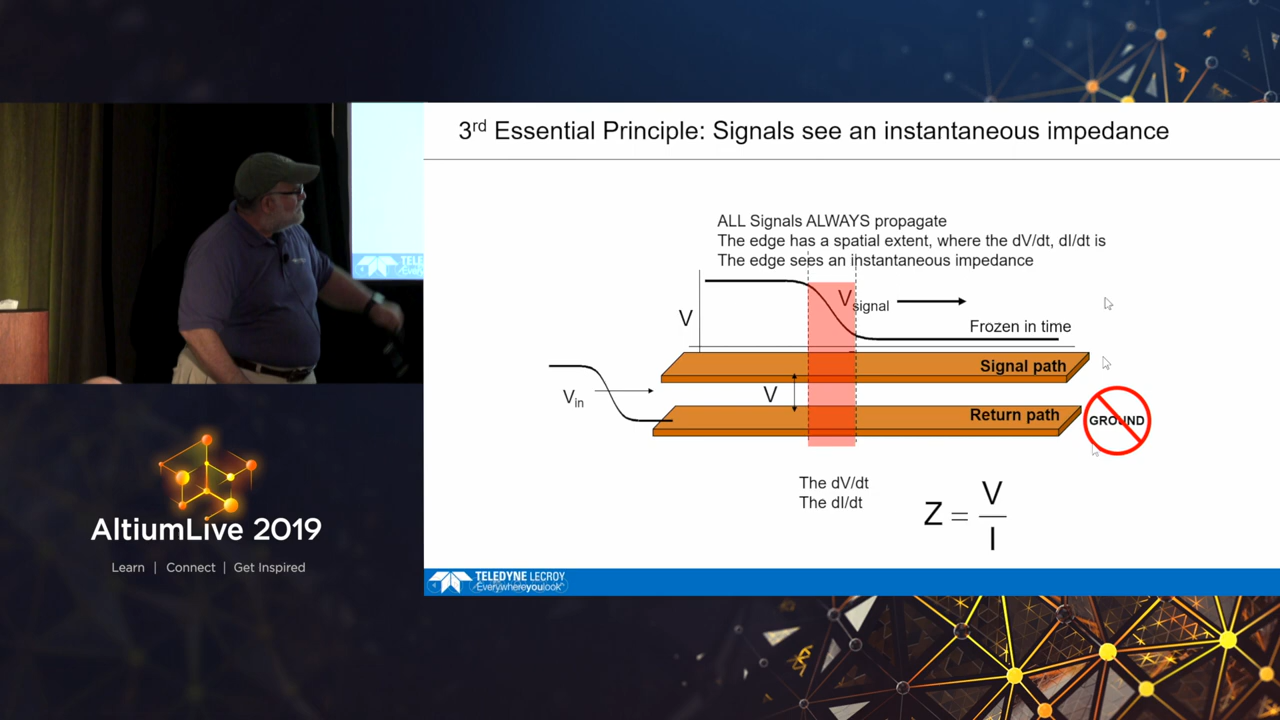 3rd Essential Principle: Signals see an instantaneous impedance
ALL Signals ALWAYS propagate
The edge has a spatial extent, where the dV/dt, dI/dt is
The edge sees an instantaneous impedance
Vsignal
V
Frozen in time
Signal path
Vin
V
Return path
GROUND
The dV/dt
The dI/dt
Z = V
I
TELEDYNE LECROY
Everywhereyoulook
AltiumLive 2019
Learn | Connect | Get Inspired